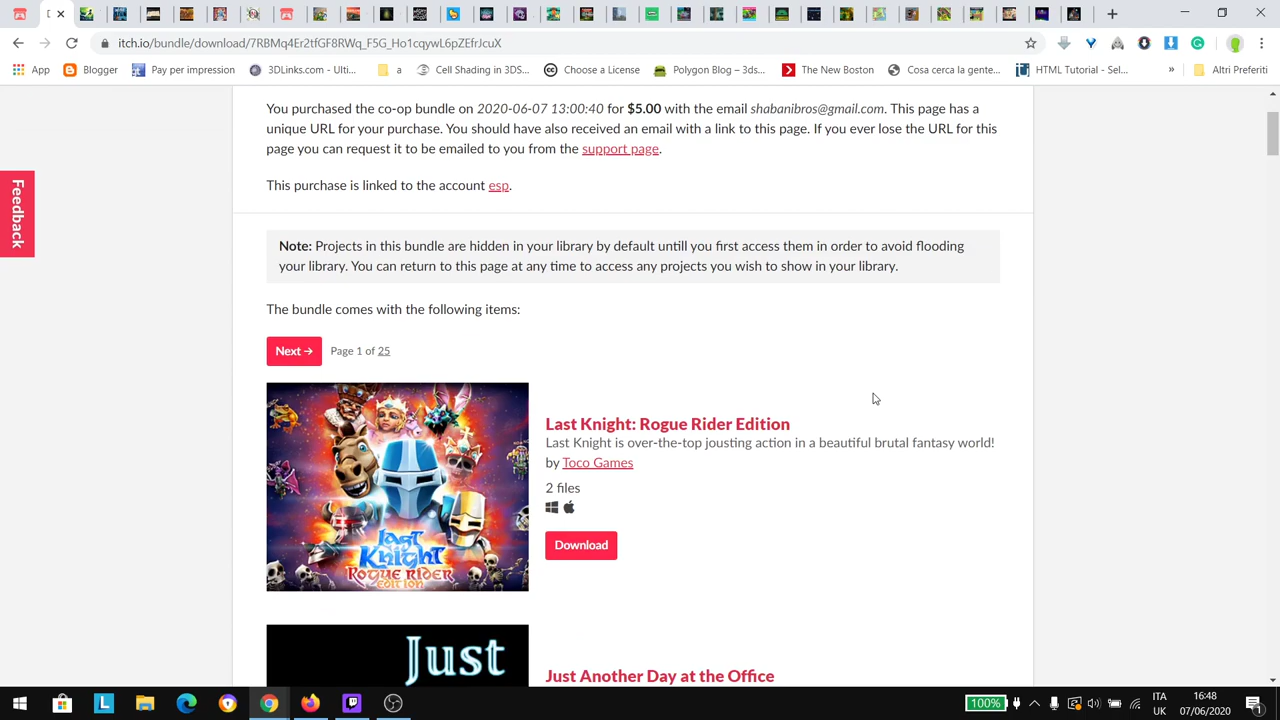 itch.io/bundle/download/7RBMq4Er2tfGF8RWq_F5G_Ho1cqywL6pZEfrJcuX
App
Blogger
Pay per impression
3DLinks.com - Ulti...
a
Cell Shading in 3DS...
Choose a License
Polygon Blog – 3ds...
The New Boston
Cosa cerca la gente...
HTML Tutorial - Sel...
»
Altri Preferiti
You purchased the co-op bundle on 2020-06-07 13:00:40 for $5.00 with the email shabanibros@gmail.com. This page has a
unique URL for your purchase. You should have also received an email with a link to this page. If you ever lose the URL for this
page you can request it to be emailed to you from the support page.
This purchase is linked to the account esp.
Feedback
Note: Projects in this bundle are hidden in your library by default untill you first access them in order to avoid flooding
your library. You can return to this page at any time to access any projects you wish to show in your library.
The bundle comes with the following items:
Next →
Page 1 of 25
Last Knight: Rogue Rider Edition
Last Knight is over-the-top jousting action in a beautiful brutal fantasy world!
by Toco Games
2 files
Download
Last
Knight
ROGUE RIDER
EDITION
Just
Just Another Day at the Office
100%
ITA
UK
16:48
07/06/2020
1